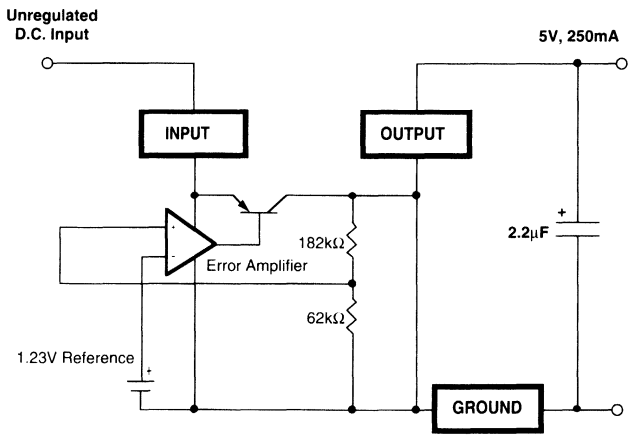 Unregulated
D.C. Input
5V, 250mA
INPUT
OUTPUT
+
-
182kΩ
Error Amplifier
+
2.2µF
62kΩ
1.23V Reference
+
GROUND